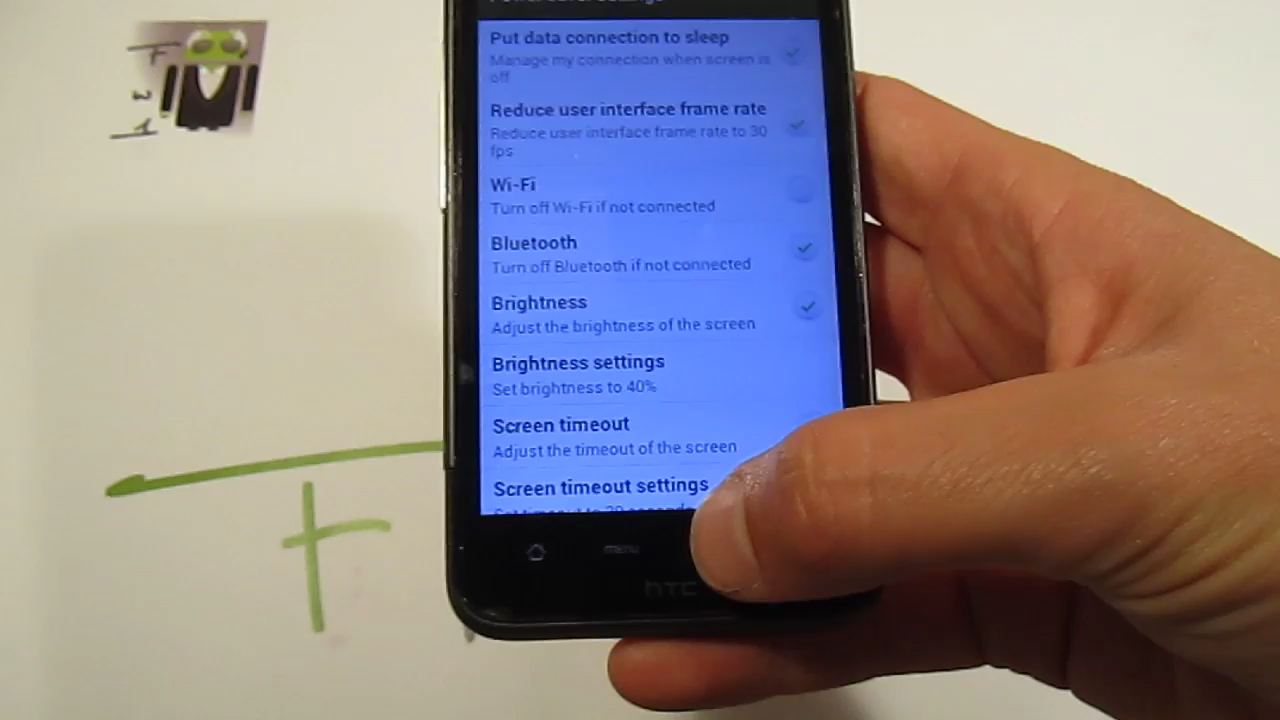 Put data connection to sleep
Manage my connection when screen is
off
Reduce user interface frame rate
Reduce user interface frame rate to 30
fps
Wi-Fi
Turn off Wi-Fi if not connected
Bluetooth
Turn off Bluetooth if not connected
Brightness
Adjust the brightness of the screen
Brightness settings
Set brightness to 40%
Screen timeout
Adjust the timeout of the screen
Screen timeout settings
menu
hTC